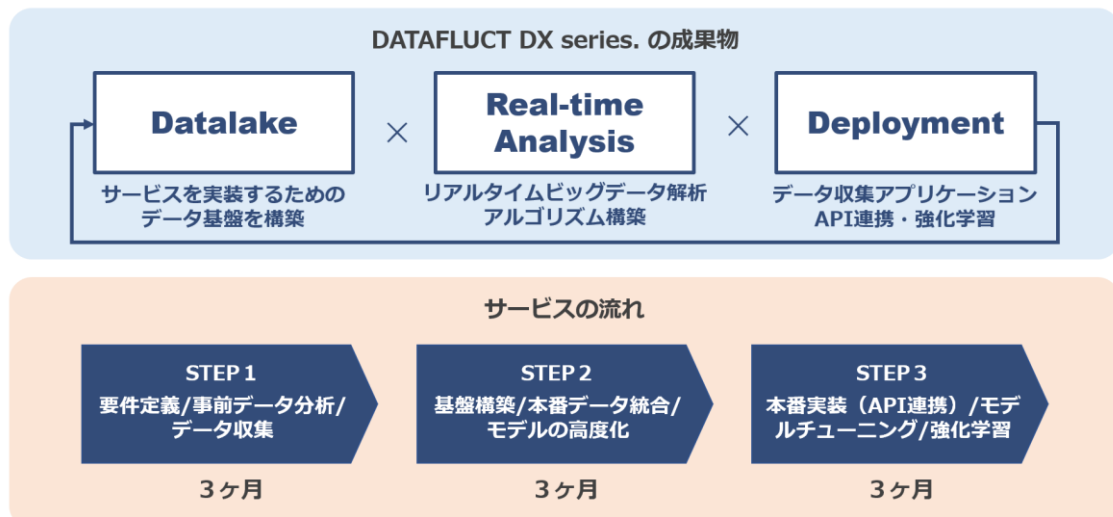 DATAFLUCT DX series. の成果物
Datalake
×
Real-time
Analysis
×
Deployment
サービスを実装するための
データ基盤を構築
リアルタイムビッグデータ解析
アルゴリズム構築
データ収集アプリケーション
API連携・強化学習
サービスの流れ
STEP１
要件定義/事前データ分析/
データ収集
STEP２
基盤構築/本番データ統合/
モデルの高度化
STEP３
本番実装（API連携）/モデ
ルチューニング/強化学習
３ヶ月
３ヶ月
３ヶ月